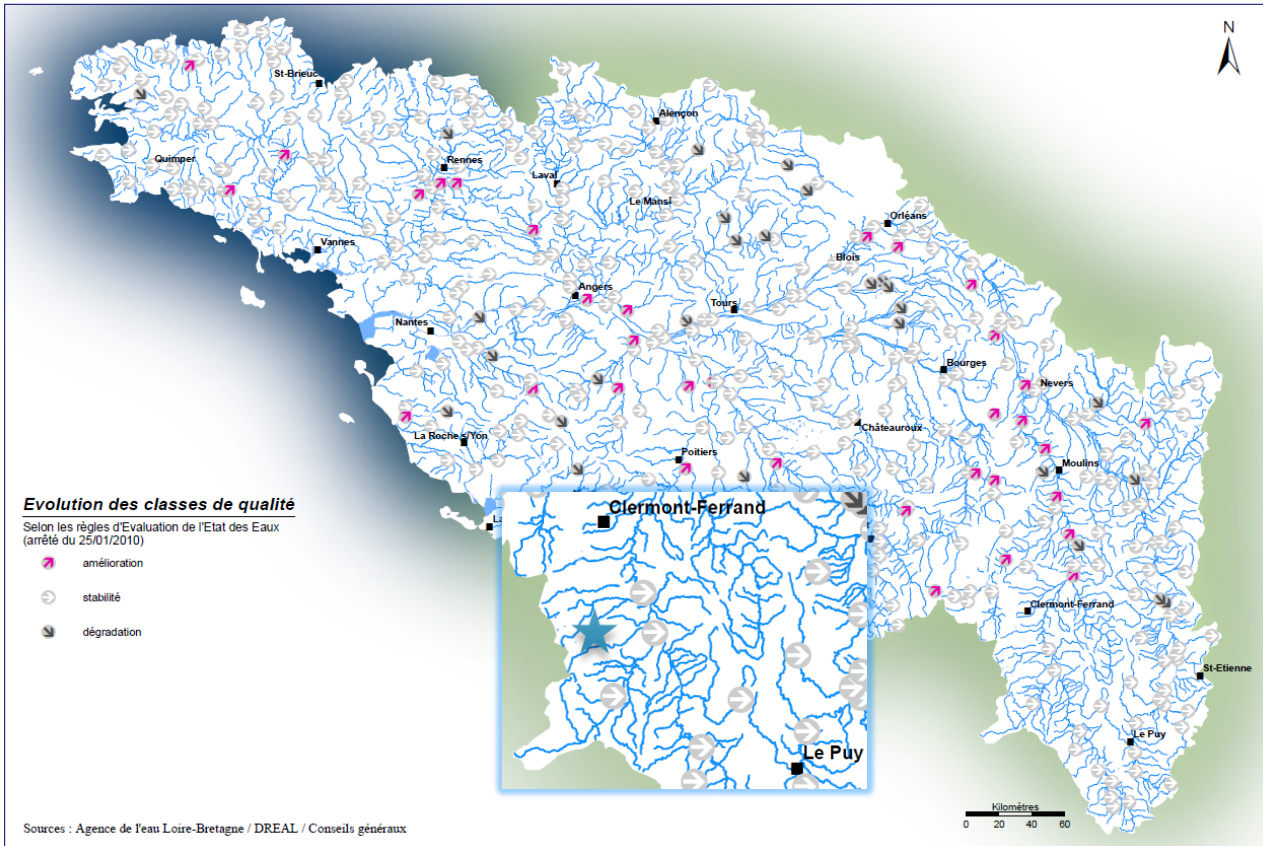 N
St-Brieuc
Alençon
Quimper
Rennes
Laval
Le Mans
Orléans
Vannes
Blois
Angers
Tours
Nantes
Bourges
Nevers
Châteauroux
La Roche s/Yon
Poitiers
Moulins
Evolution des classes de qualité
Selon les règles d'Evaluation de l'Etat des Eaux
(arrêté du 25/01/2010)
amélioration
stabilité
dégradation
Clermont-Ferrand
Le Puy
Clermont-Ferrand
St-Etienne
Le Puy
Kilomètres
0 20 40 60
Sources : Agence de l'eau Loire-Bretagne / DREAL / Conseils généraux